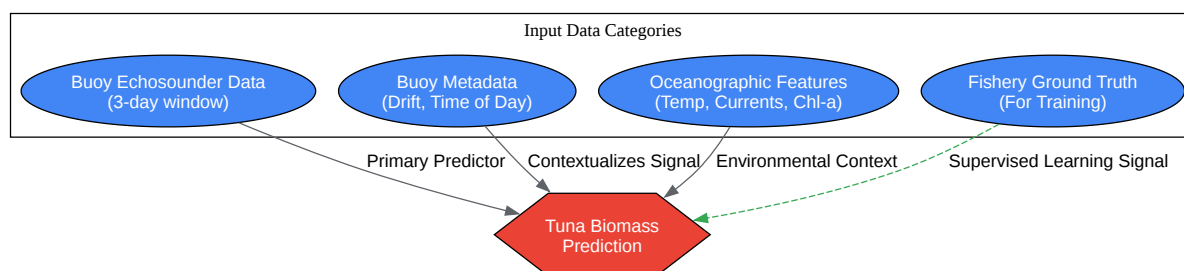 Input Data Categories
Buoy Echosounder Data
(3-day window)
Buoy Metadata
(Drift, Time of Day)
Oceanographic Features
(Temp, Currents, Chl-a)
Fishery Ground Truth
(For Training)
Primary Predictor
Contextualizes Signal
Environmental Context
Supervised Learning Signal
Tuna Biomass
Prediction